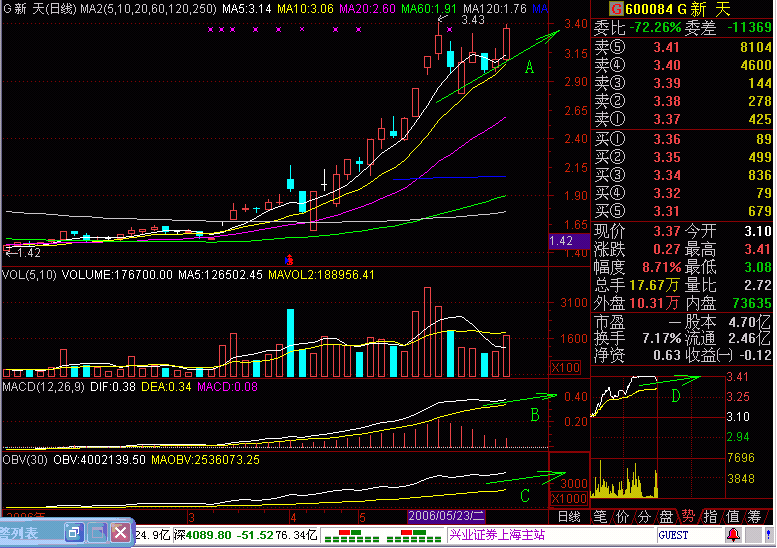 G 新 天(日线) MA2(5,10,20,60,120,250) MA5:3.14 MA10:3.06 MA20:2.60 MA60:1.91 MA120:1.76 MA
3.43
A
1.42
3.40
3.15
2.90
2.65
2.40
2.15
1.90
1.65
1.42
1.40
VOL(5,10) VOLUME:176700.00 MA5:126502.45 MAVOL2:188956.41
3100
1600
X100
MACD(12,26,9) DIF:0.38 DEA:0.34 MACD:0.08
0.40
B
0.20
OBV(30) OBV:4002139.50 MAOBV:2536073.25
3000
C
X1000
2006年 3 4 5 2006/05/23/二 日线
G 600084 G 新 天
委比 -72.26% 委差 -11369
卖⑤ 3.41 8104
卖④ 3.40 4600
卖③ 3.39 144
卖② 3.38 278
卖① 3.37 425
买① 3.36 89
买② 3.35 499
买③ 3.34 836
买④ 3.32 79
买⑤ 3.31 679
现价 3.37 今开 3.10
涨跌 0.27 最高 3.41
幅度 8.71% 最低 3.08
总手 17.67万 量比 2.72
外盘 10.31万 内盘 73635
市盈 — 股本 4.70亿
换手 7.17% 流通 2.46亿
净资 0.63 收益㈠ -0.12
3.41
D
3.25
3.10
2.94
7696
3848
笔 价 分 盘 势 指 值 筹
列表
24.9亿 深4089.80 -51.52 76.34亿 兴业证券上海主站 GUEST